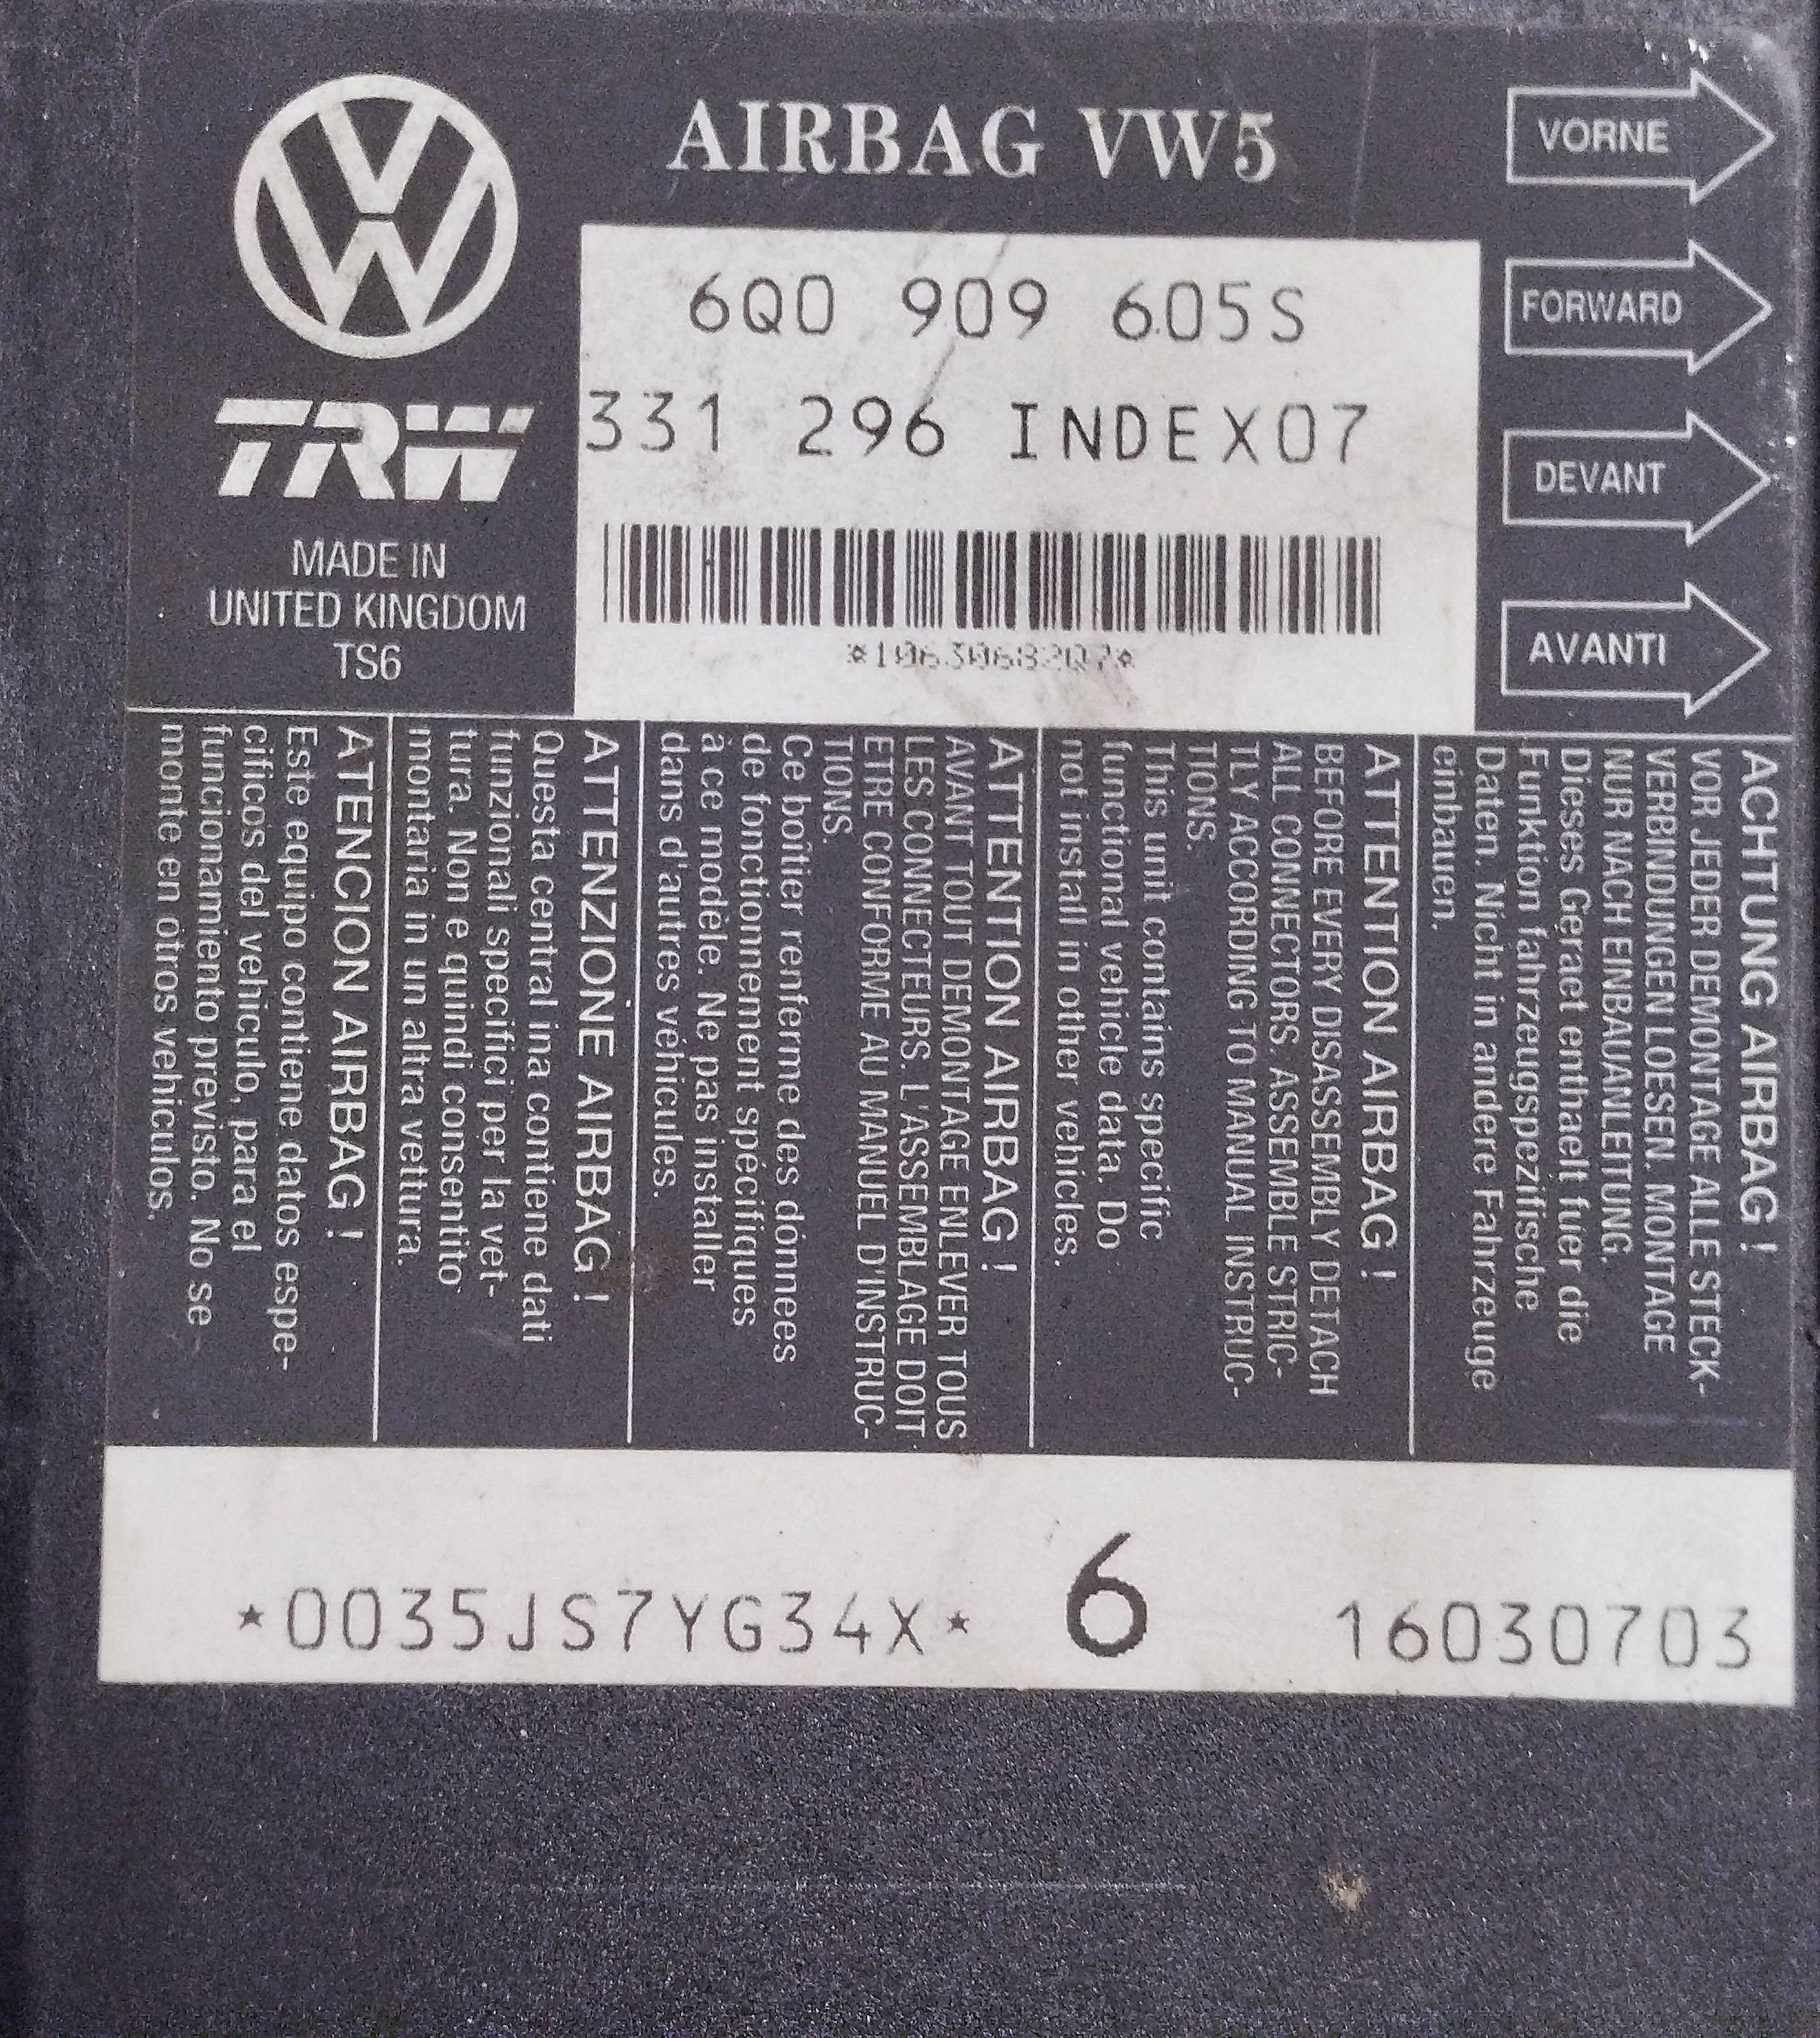 AIRBAG VW5
6Q0 909 605S
331 296 INDEX07
TRW
MADE IN
UNITED KINGDOM
TS6
VORNE
FORWARD
DEVANT
AVANTI
ACHTUNG AIRBAG !
VOR JEDER DEMONTAGE ALLE STECK-
VERBINDUNGEN LOESEN. MONTAGE
NUR NACH EINBAUANLEITUNG.
Dieses Geraet enthaelt fuer die
Funktion fahrzeugspezifische
Daten. Nicht in andere Fahrzeuge
einbauen.
ATTENTION AIRBAG !
BEFORE EVERY DISASSEMBLY DETACH
ALL CONNECTORS. ASSEMBLE STRIC-
TLY ACCORDING TO MANUAL INSTRUC-
TIONS.
This unit contains specific
functional vehicle data. Do
not install in other vehicles.
ATTENTION AIRBAG !
AVANT TOUT DEMONTAGE ENLEVER TOUS
LES CONNECTEURS. L'ASSEMBLAGE DOIT
ETRE CONFORME AU MANUEL D'INSTRUC-
TIONS.
Ce boîtier renferme des données
de fonctionnement spécifiques
à ce modèle. Ne pas installer
dans d'autres véhicules.
ATTENZIONE AIRBAG !
Questa central ina contiene dati
funzionali specifici per la vet-
tura. Non e quindi consentito
montarla in un altra vettura.
ATENCION AIRBAG !
Este equipo contiene datos espe-
cificos del vehiculo, para el
funcionamiento previsto. No se
monte en otros vehiculos.
*0035JS7YG34X* 6 16030703